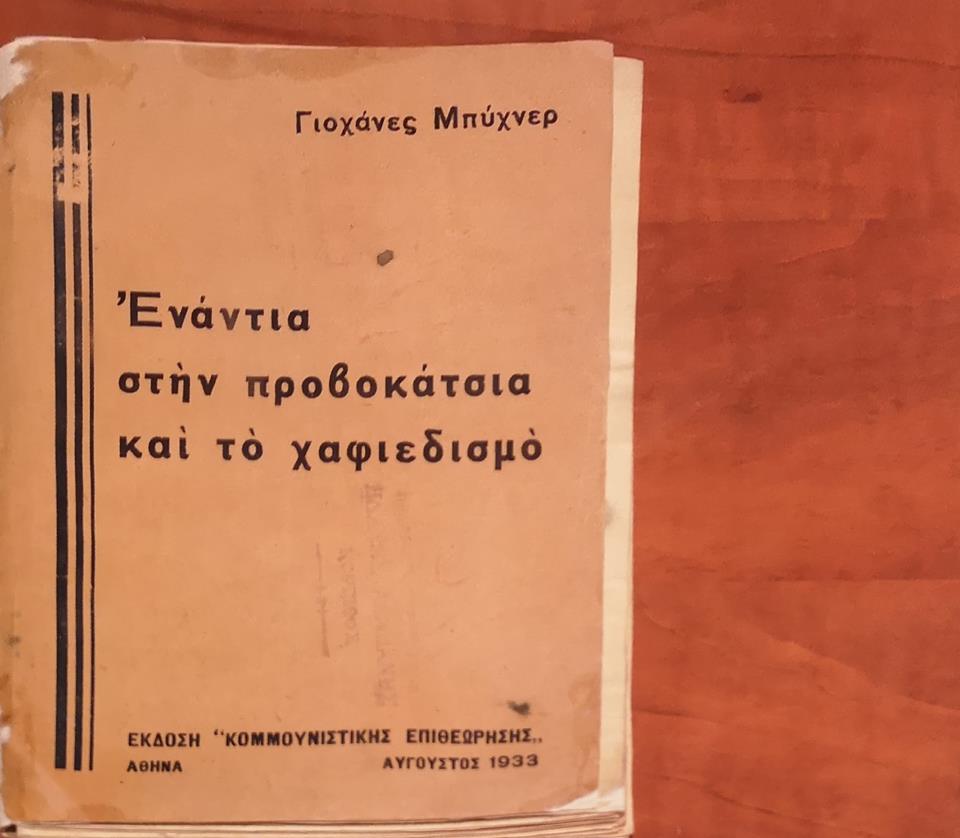 Γιοχάνες Μπύχνερ
Ἐνάντια
στὴν προβοκάτσια
καὶ τὸ χαφιεδισμὸ
ΕΚΔΟΣΗ “ΚΟΜΜΟΥΝΙΣΤΙΚΗΣ ΕΠΙΘΕΩΡΗΣΗΣ„
ΑΘΗΝΑ ΑΥΓΟΥΣΤΟΣ 1933